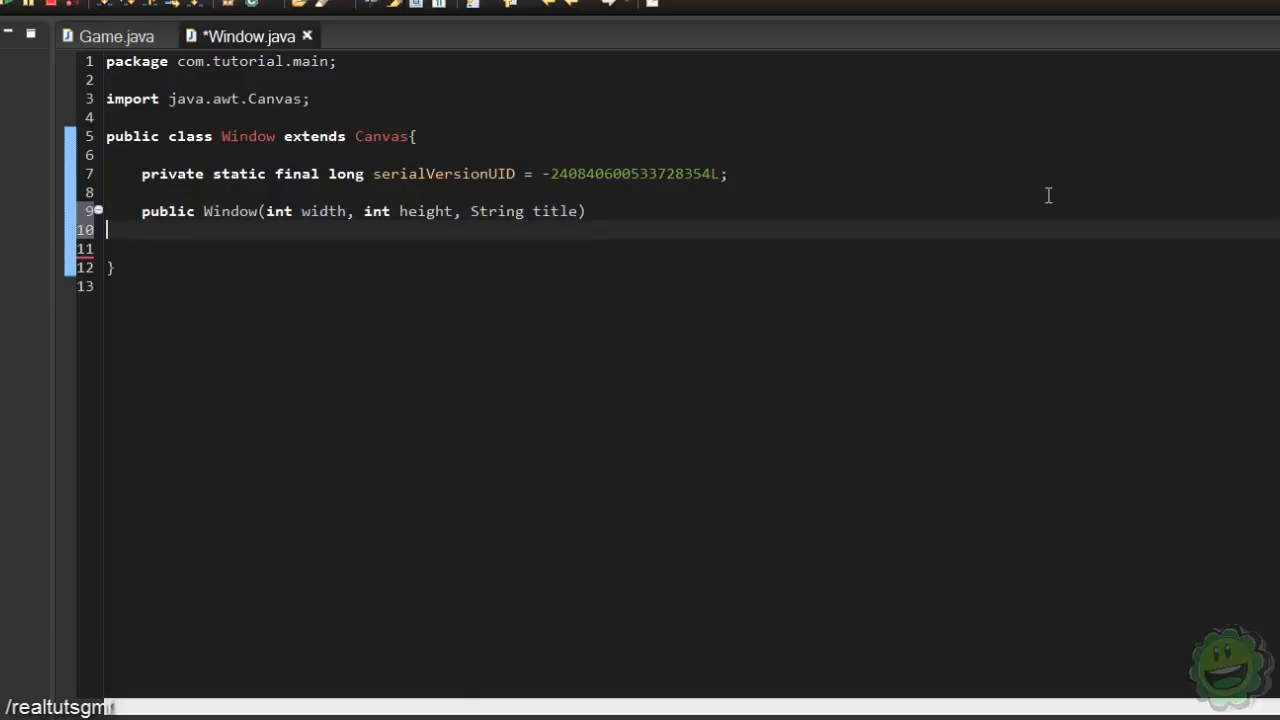 Game.java
*Window.java
1 package com.tutorial.main;
2
3 import java.awt.Canvas;
4
5 public class Window extends Canvas{
6
7 private static final long serialVersionUID = -240840600533728354L;
8
9 public Window(int width, int height, String title)
10
11
12 }
13
/realtutsgm